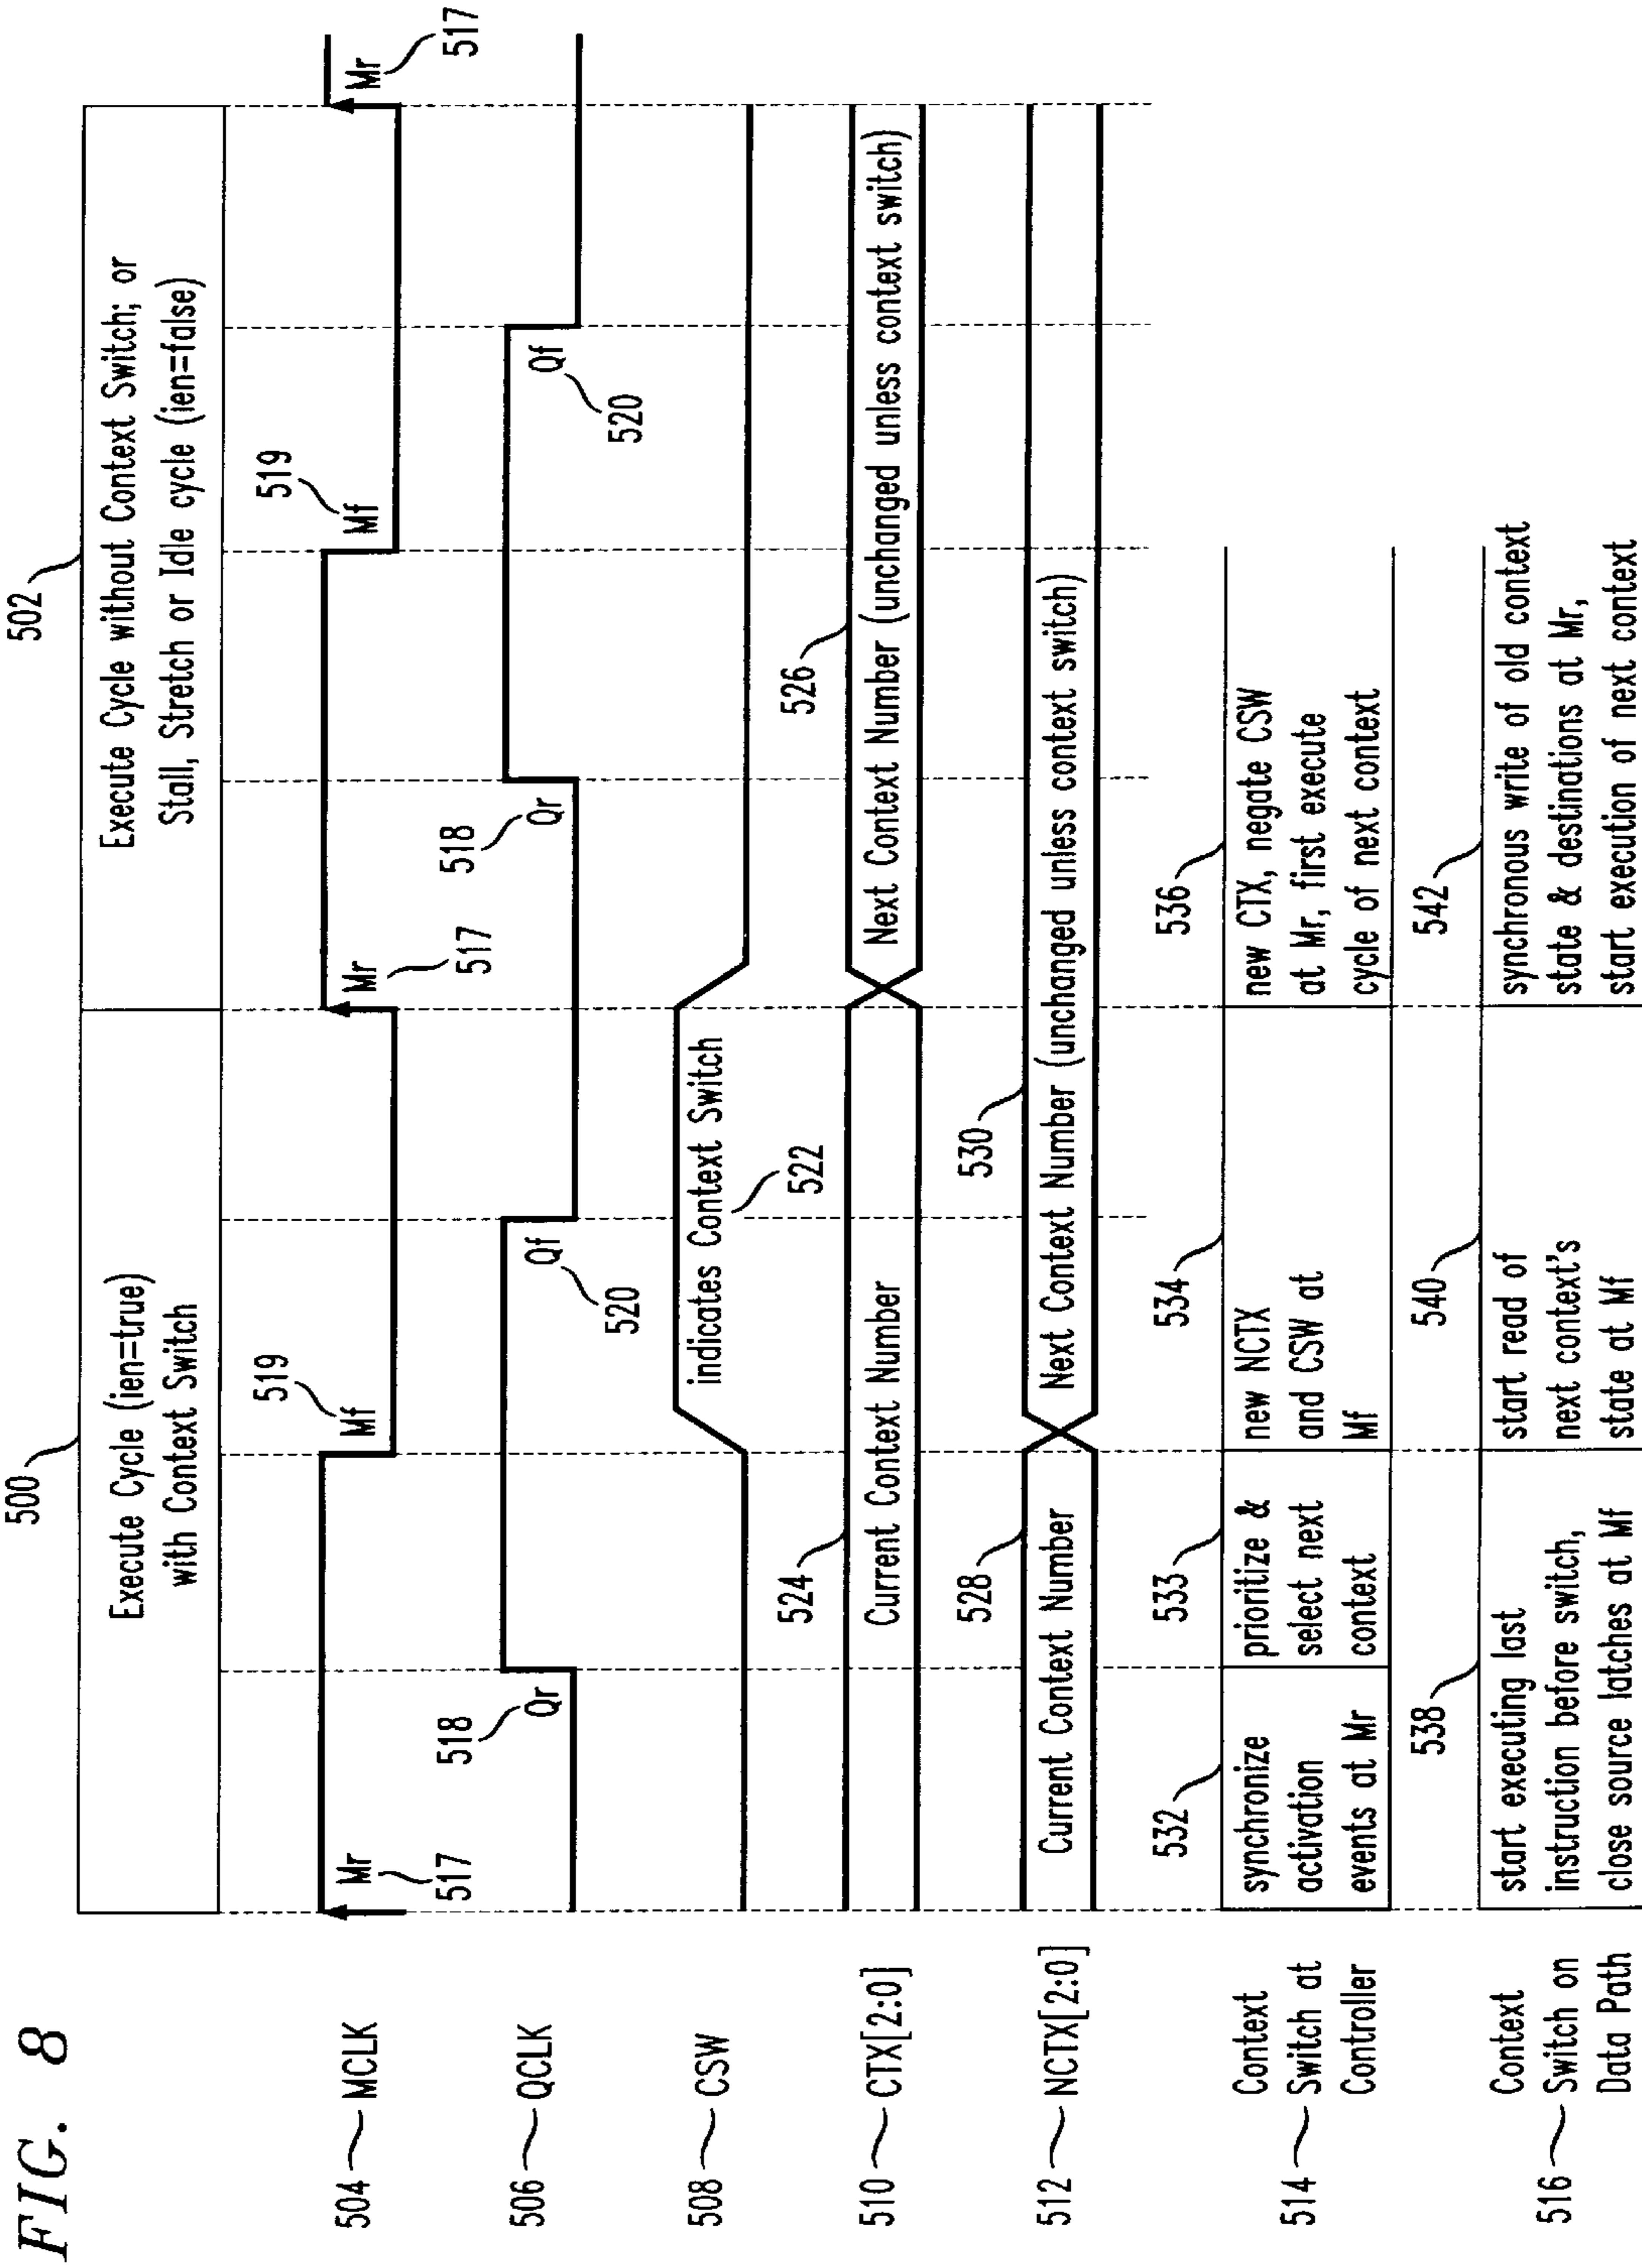 FIG. 8
500
502
Execute Cycle (ien=true)
with Context Switch
Execute Cycle without Context Switch; or
Stall, Stretch or Idle cycle (ien=false)
504 MCLK
Mr
517
Mf
519
Mr
517
Mf
519
Mr
517
506 QCLK
518
Qr
Qf
520
518
Qr
Qf
520
508 CSW
indicates Context Switch
522
510 CTX[2:0]
524
Current Context Number
526
Next Context Number (unchanged unless context switch)
512 NCTX[2:0]
528
Current Context Number
530
Next Context Number (unchanged unless context switch)
514
Context
Switch at
Controller
532
synchronize
activation
events at Mr
533
prioritize &
select next
context
534
new NCTX
and CSW at
Mf
536
new CTX, negate CSW
at Mr, first execute
cycle of next context
516
Context
Switch on
Data Path
538
start executing last
instruction before switch,
close source latches at Mf
540
start read of
next context's
state at Mf
542
synchronous write of old context
state & destinations at Mr,
start execution of next context